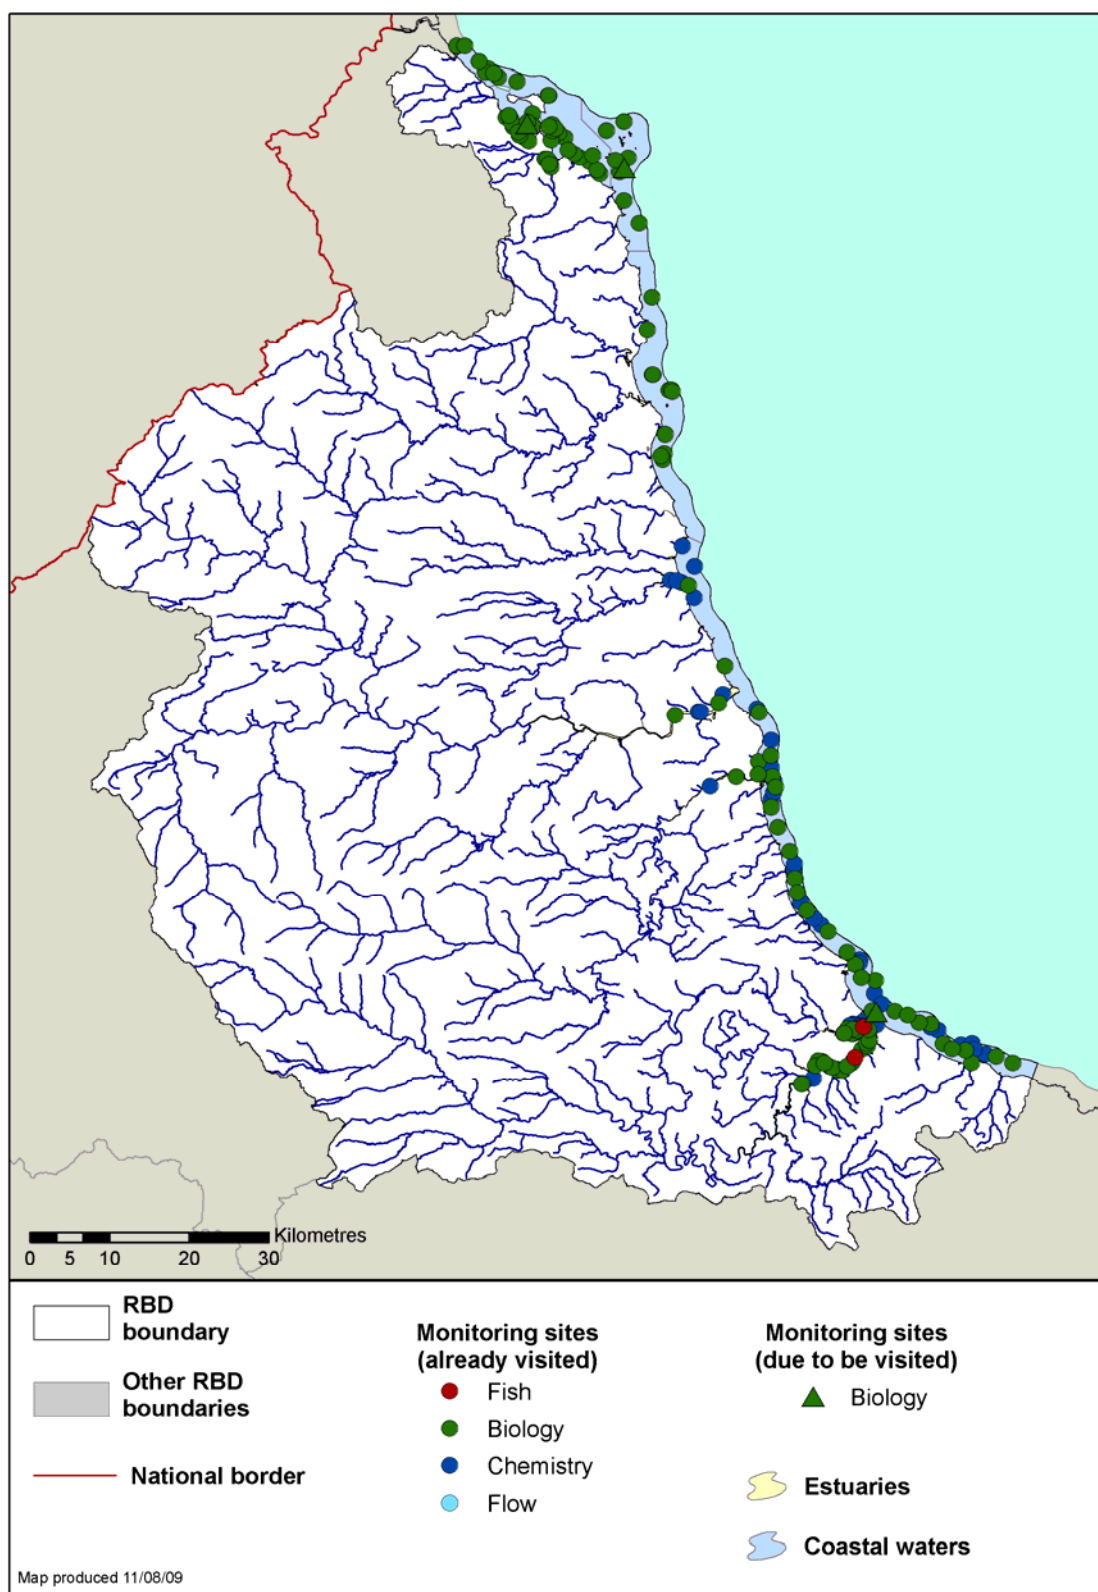 Kilometres
0 5 10 20 30
RBD
boundary
Other RBD
boundaries
National border
Monitoring sites
(already visited)
Fish
Biology
Chemistry
Flow
Monitoring sites
(due to be visited)
Biology
Estuaries
Coastal waters
Map produced 11/08/09